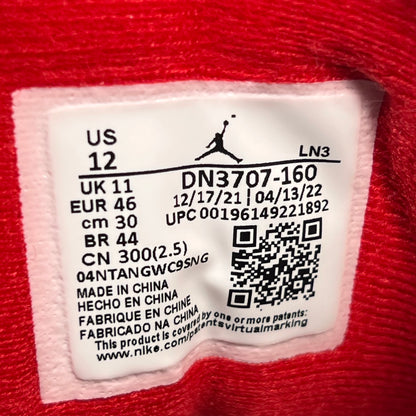 US
12
LN3
UK 11
DN3707-160
EUR 46
12/17/21 | 04/13/22
cm 30
UPC 00196149221892
BR 44
CN 300(2.5)
04NTANGWC9SNG
MADE IN CHINA
HECHO EN CHINA
FABRIQUE EN CHINE
FABRICADO NA CHINA
This product is covered by one or more patents.
www.nike.com/patentsvirtualmarking